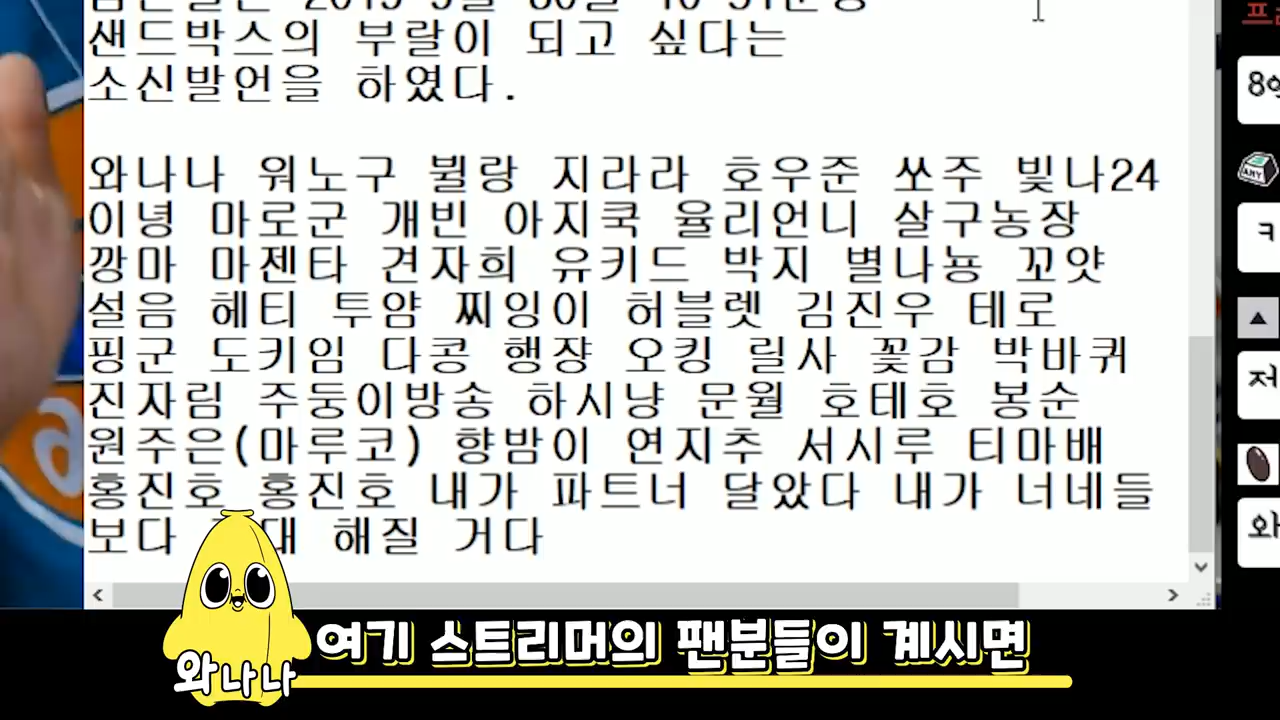 샌드박스의 부랄이 되고 싶다는
소신발언을 하였다.
와나나 워노구 뷜랑 지라라 호우준 쏘주 빛나24
이녕 마로군 개빈 아지쿡 율리언니 살구농장
깡마 마젠타 견자희 유키드 박지 별나뇽 꼬얏
설음 헤티 투얌 찌잉이 허블렛 김진우 테로
핑군 도키임 다콩 행쟝 오킹 릴사 꽃감 박바퀴
진자림 주둥이방송 하시냥 문월 호테호 봉순
원주은(마루코) 향밤이 연지추 서시루 티마배
홍진호 홍진호 내가 파트너 달았다 내가 너네들
보다 해질 거다
8억
ANY
ㅋ
저
와
여기 스트리머의 팬분들이 계시면
와나나